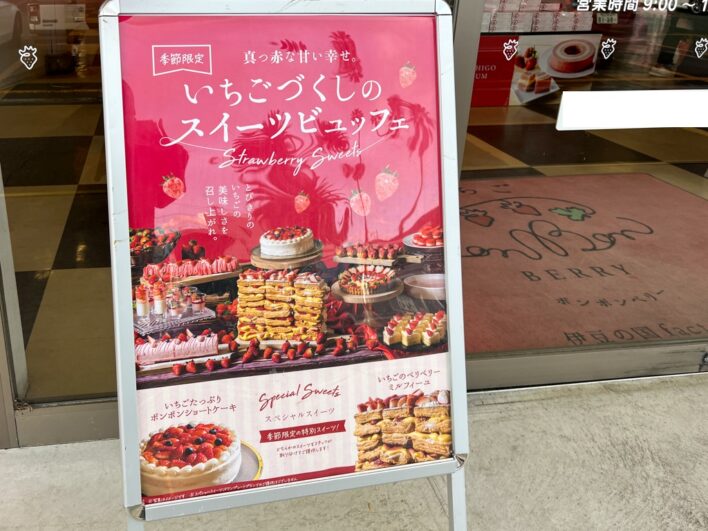 営業時間 9:00～1
季節限定
真っ赤な甘い幸せ。
いちごづくしの
スイーツビュッフェ
Strawberry Sweets
とびきりの
いちごの
美味しさを
召し上がれ。
Special Sweets
スペシャルスイーツ
季節限定の特別スイーツ！
いちごたっぷり
ボンボンショートケーキ
いちごのベリベリー
ミルフィーユ
BonBon
BERRY
ボンボンベリー
伊豆の国